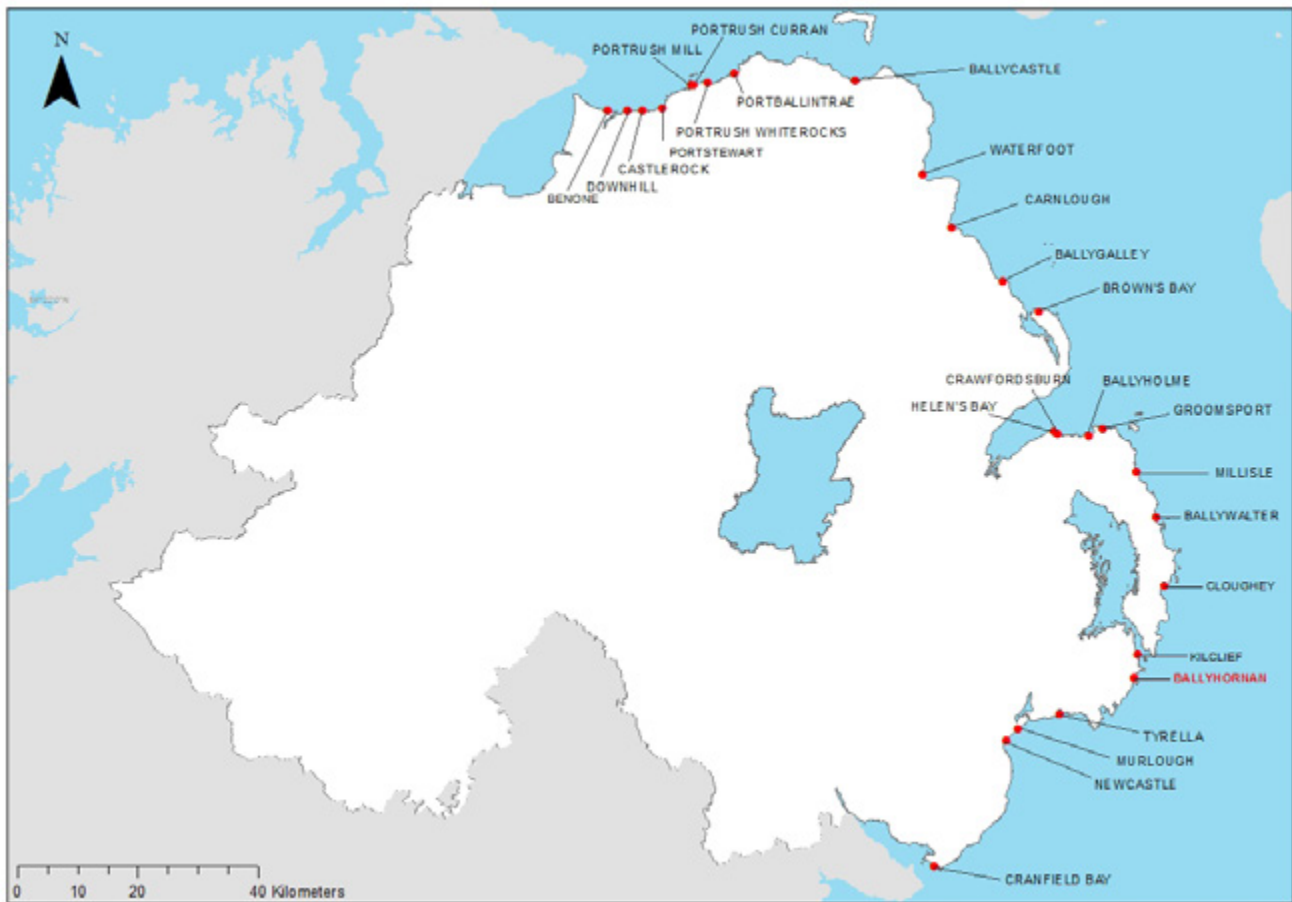 PORTRUSH CURRAN
N
PORTRUSH MILL
BALLYCASTLE
PORTBALLINTRAE
PORTRUSH WHITEROCKS
PORTSTEWART
WATERFOOT
CASTLEROCK
DOWNHILL
BENONE
CARNLOUGH
BALLYGALLEY
BROWN'S BAY
CRAWFORDSBURN
BALLYHOLME
HELEN'S BAY
GROOMSPORT
MILLISLE
BALLYWALTER
CLOUGHEY
KILCLIEF
BALLYHORNAN
TYRELLA
MURLOUGH
NEWCASTLE
CRANFIELD BAY
0 10 20 40 Kilometers